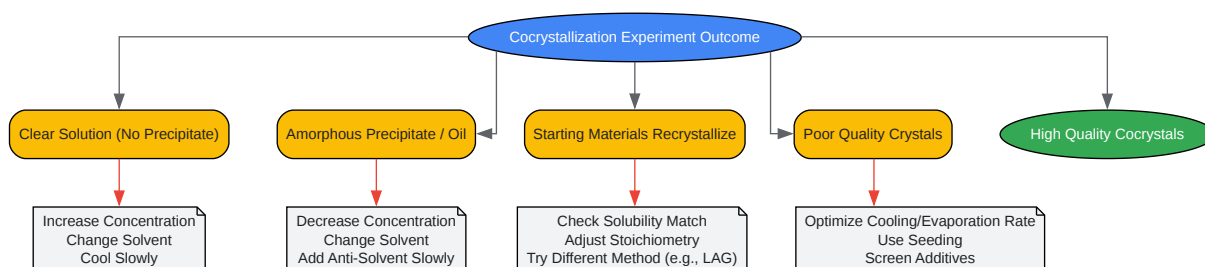 Cocrystallization Experiment Outcome
Clear Solution (No Precipitate)
Amorphous Precipitate / Oil
Starting Materials Recrystallize
Poor Quality Crystals
High Quality Cocrystals
Increase Concentration
Change Solvent
Cool Slowly
Decrease Concentration
Change Solvent
Add Anti-Solvent Slowly
Check Solubility Match
Adjust Stoichiometry
Try Different Method (e.g., LAG)
Optimize Cooling/Evaporation Rate
Use Seeding
Screen Additives